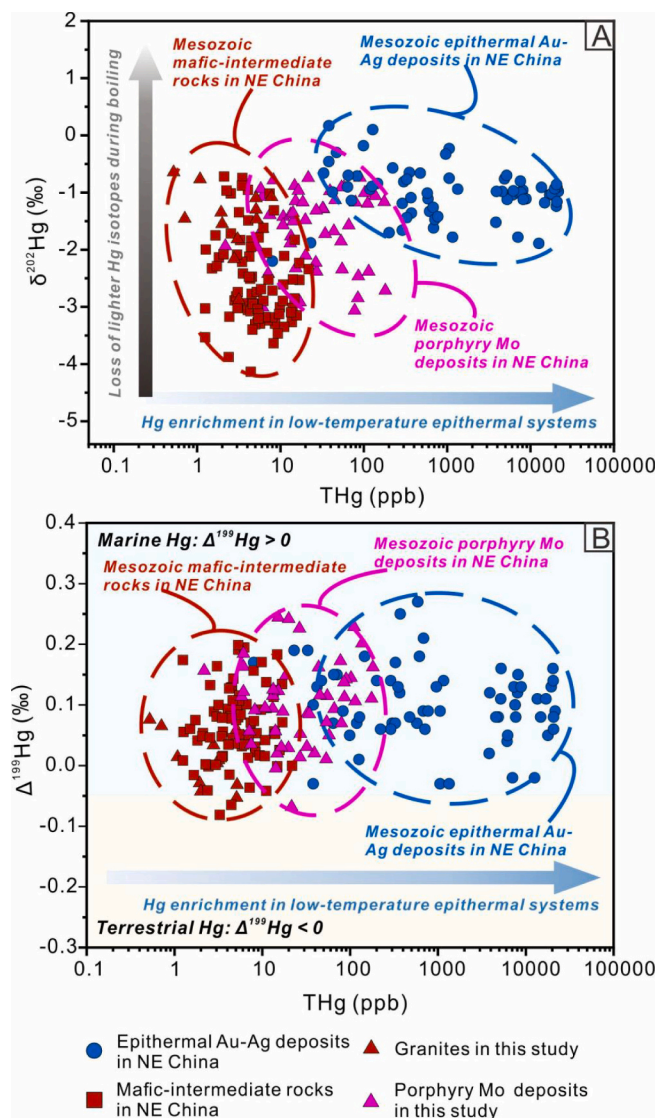 A
Mesozoic
mafic-intermediate
rocks in NE China
Mesozoic epithermal Au-
Ag deposits in NE China
Loss of lighter Hg isotopes during boiling
Mesozoic
porphyry Mo
deposits in NE China
Hg enrichment in low-temperature epithermal systems
2
1
0
-1
-2
-3
-4
-5
δ²⁰²Hg (‰)
0.1 1 10 100 1000 10000 100000
THg (ppb)
B
Marine Hg: Δ¹⁹⁹Hg > 0
Mesozoic porphyry Mo
deposits in NE China
Mesozoic mafic-intermediate
rocks in NE China
Mesozoic epithermal Au-
Ag deposits in NE China
Hg enrichment in low-temperature epithermal systems
Terrestrial Hg: Δ¹⁹⁹Hg < 0
0.4
0.3
0.2
0.1
0.0
-0.1
-0.2
-0.3
Δ¹⁹⁹Hg (‰)
0.1 1 10 100 1000 10000 100000
THg (ppb)
Epithermal Au-Ag deposits
in NE China
Granites in this study
Mafic-intermediate rocks
in NE China
Porphyry Mo deposits
in this study